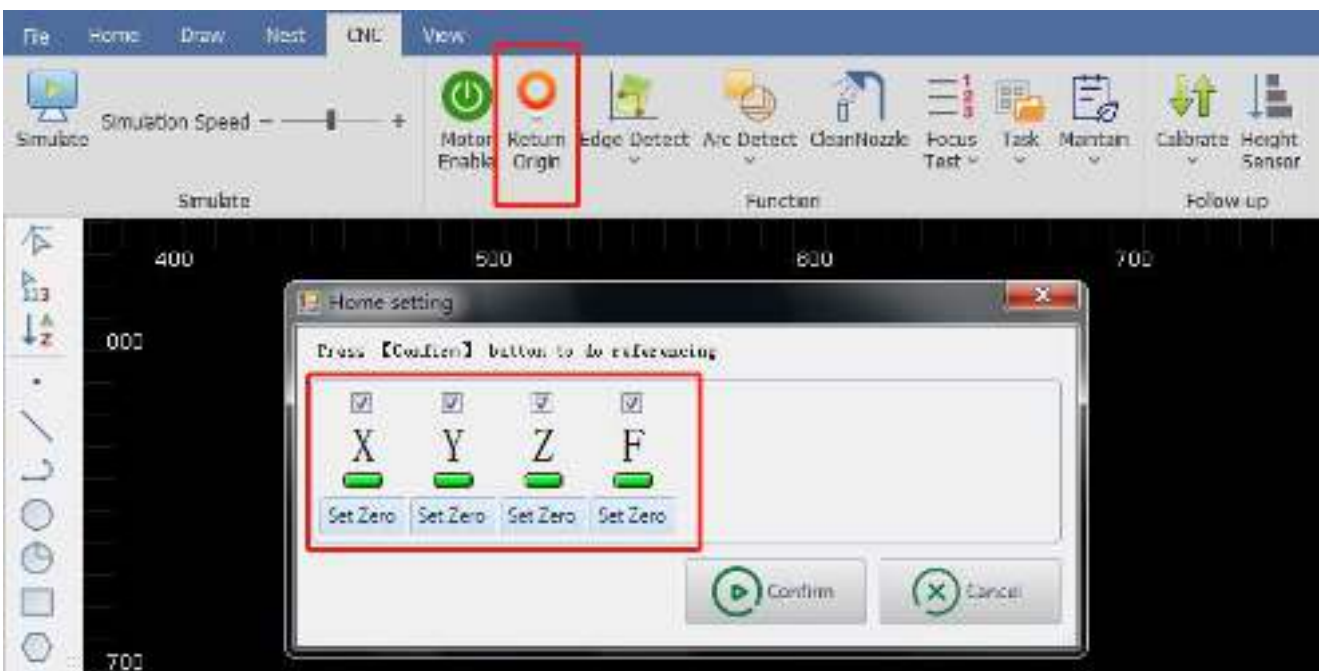 File Home Draw Nest CNC View
Simulate
Simulation Speed - +
Motor Enable
Return Origin
Edge Detect
Arc Detect
CleanNozzle
Focus Test
Task
Maintain
Calibrate
Height Sensor
Simulate Function Follow up
400 500 600 700
123
A
Z
000
Home setting
Press 【Confirm】 button to do referencing
X Y Z F
Set Zero Set Zero Set Zero Set Zero
Confirm Cancel
700